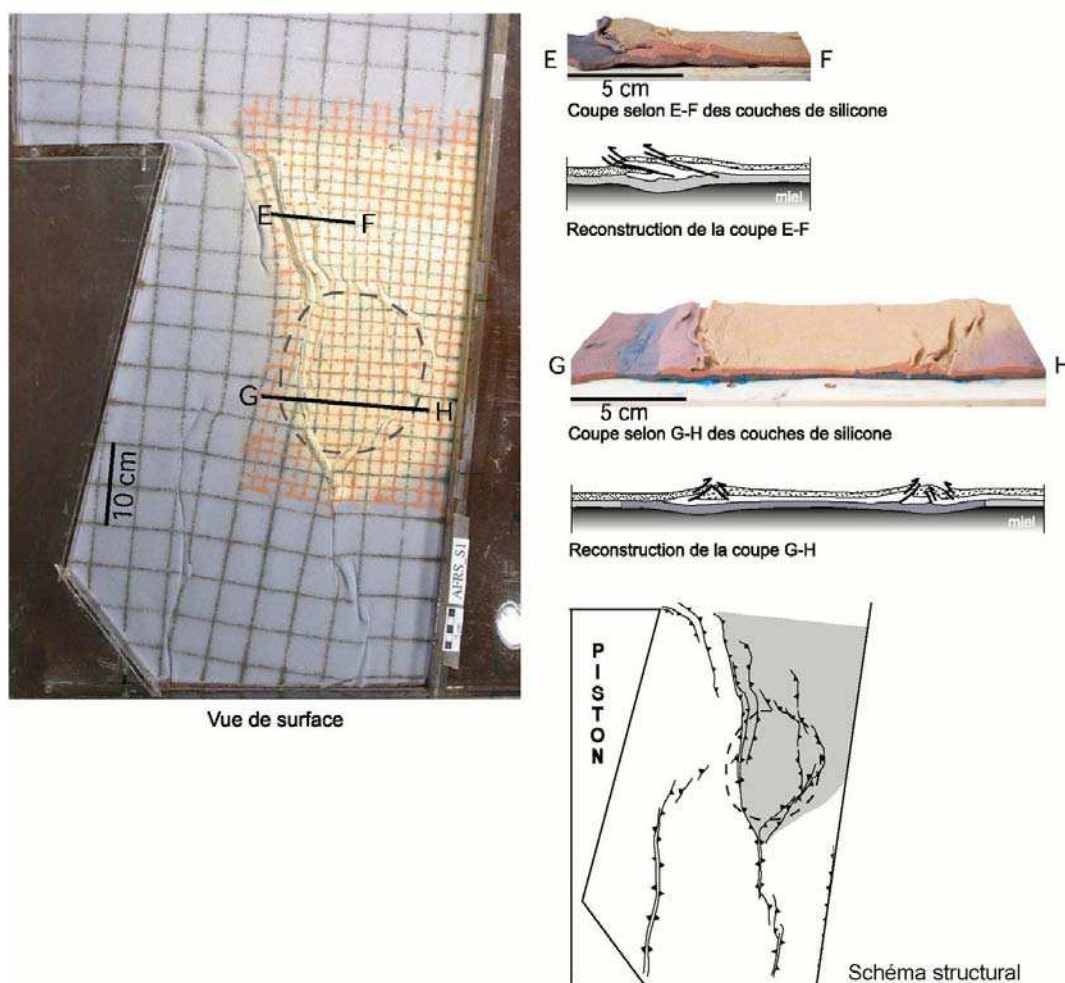 E
F
5 cm
Coupe selon E-F des couches de silicone
miel
Reconstruction de la coupe E-F
E
F
G
H
10 cm
AFRS_S1
Vue de surface
G
H
5 cm
Coupe selon G-H des couches de silicone
miel
Reconstruction de la coupe G-H
PISTON
Schéma structural